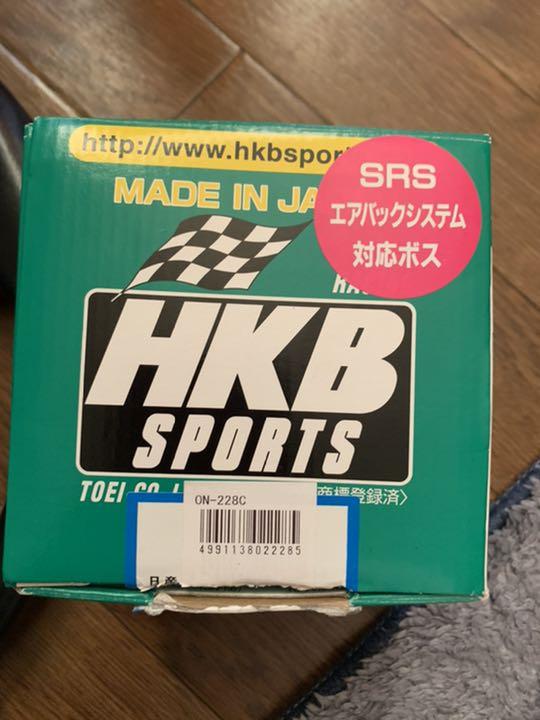 http://www.hkbspor
SRS
エアバックシステム
対応ボス
MADE IN JA
HKB
SPORTS
TOEI CO.
商標登録済〉
ON-228C
4991138022285
日産